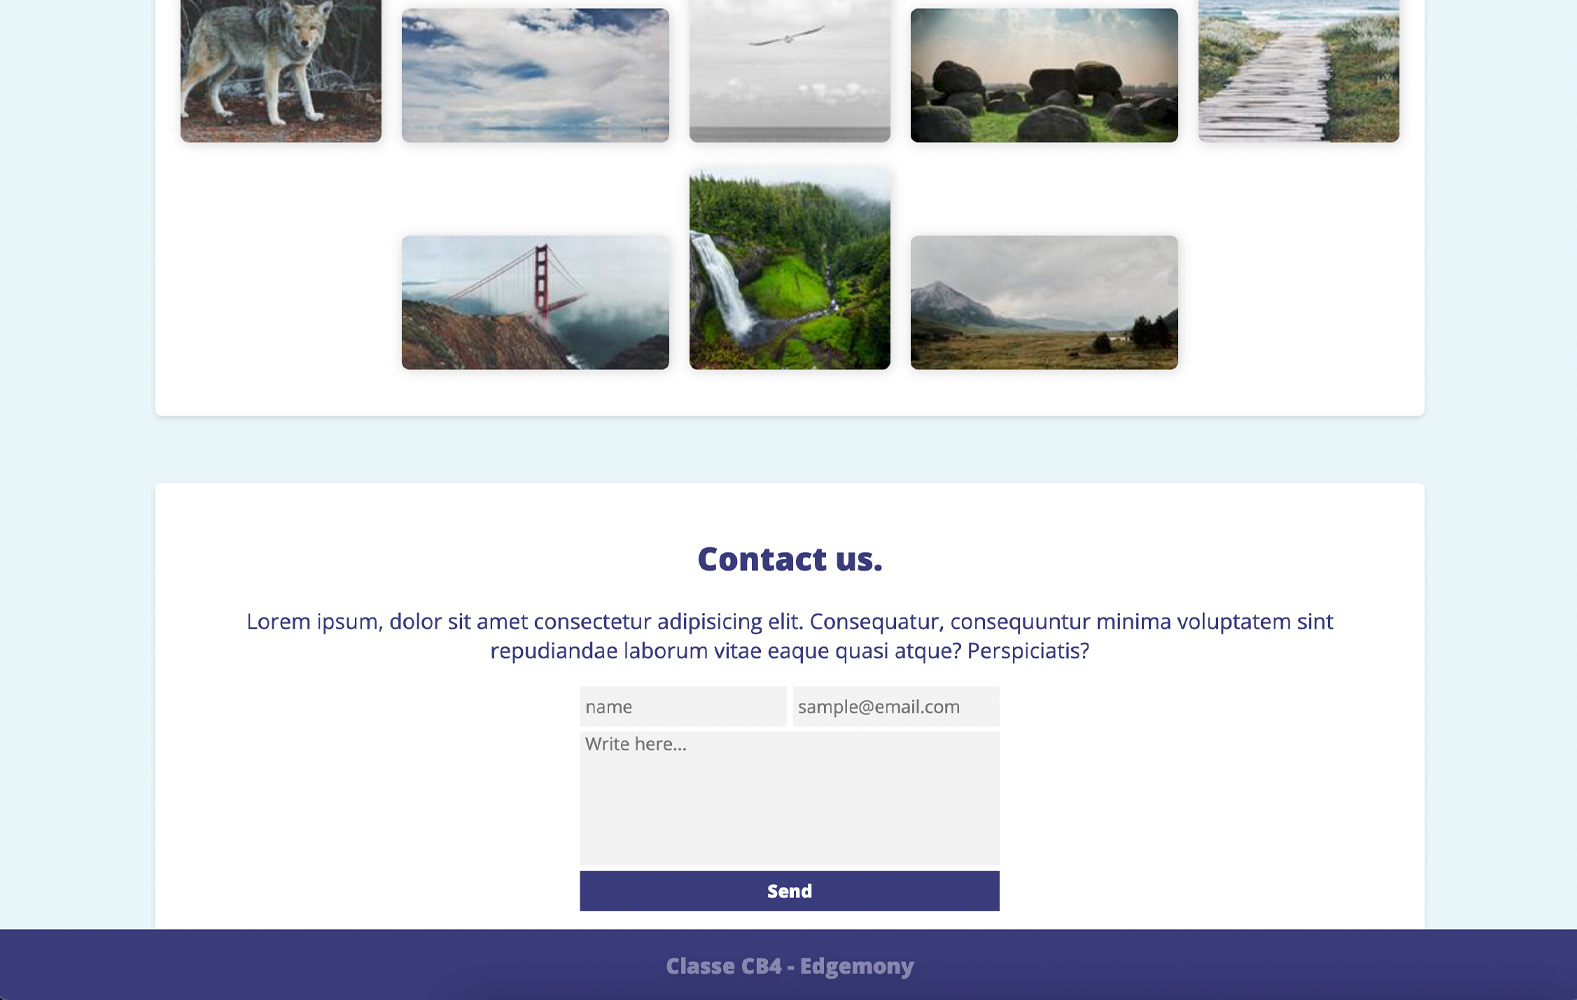 Contact us.
Lorem ipsum, dolor sit amet consectetur adipisicing elit. Consequatur, consequuntur minima voluptatem sint
repudiandae laborum vitae eaque quasi atque? Perspiciatis?
name
sample@email.com
Write here...
Send
Classe CB4 - Edgemony